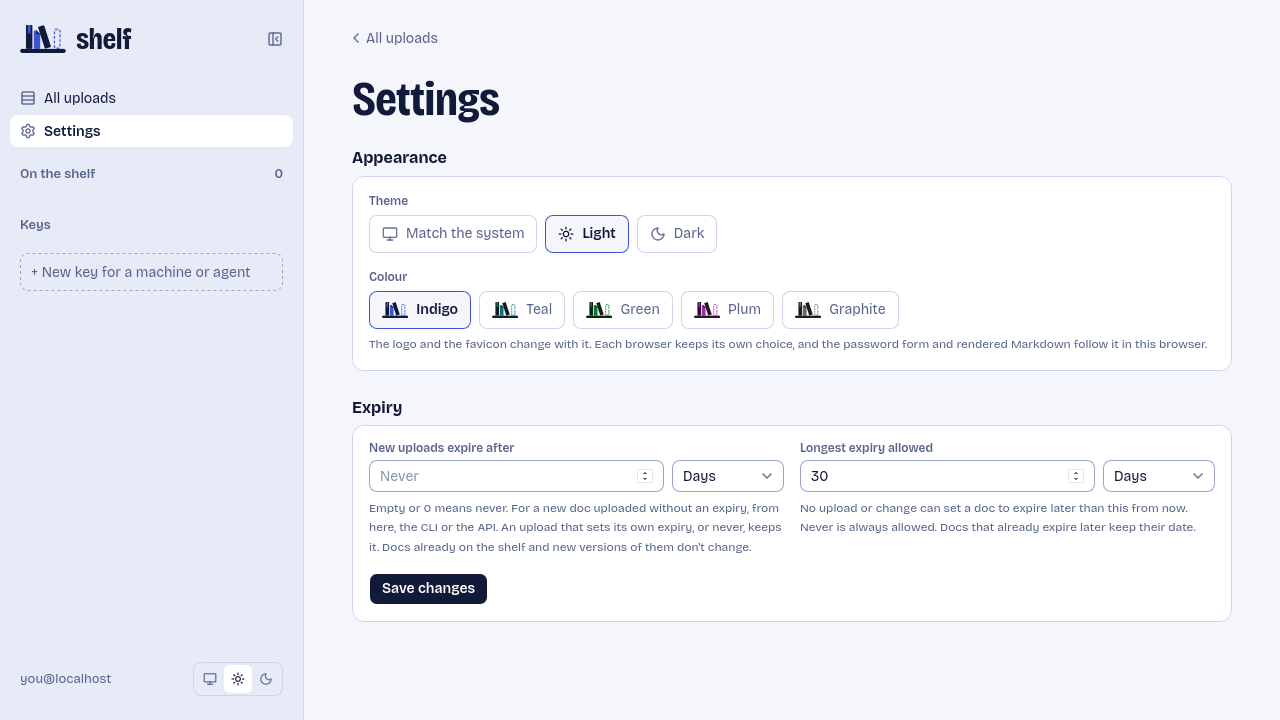 shelf
All uploads
Settings
On the shelf 0
Keys
+ New key for a machine or agent
you@localhost
All uploads
Settings
Appearance
Theme
Match the system Light Dark
Colour
Indigo Teal Green Plum Graphite
The logo and the favicon change with it. Each browser keeps its own choice, and the password form and rendered Markdown follow it in this browser.
Expiry
New uploads expire after
Never Days
Empty or 0 means never. For a new doc uploaded without an expiry, from
here, the CLI or the API. An upload that sets its own expiry, or never, keeps
it. Docs already on the shelf and new versions of them don't change.
Longest expiry allowed
30 Days
No upload or change can set a doc to expire later than this from now.
Never is always allowed. Docs that already expire later keep their date.
Save changes